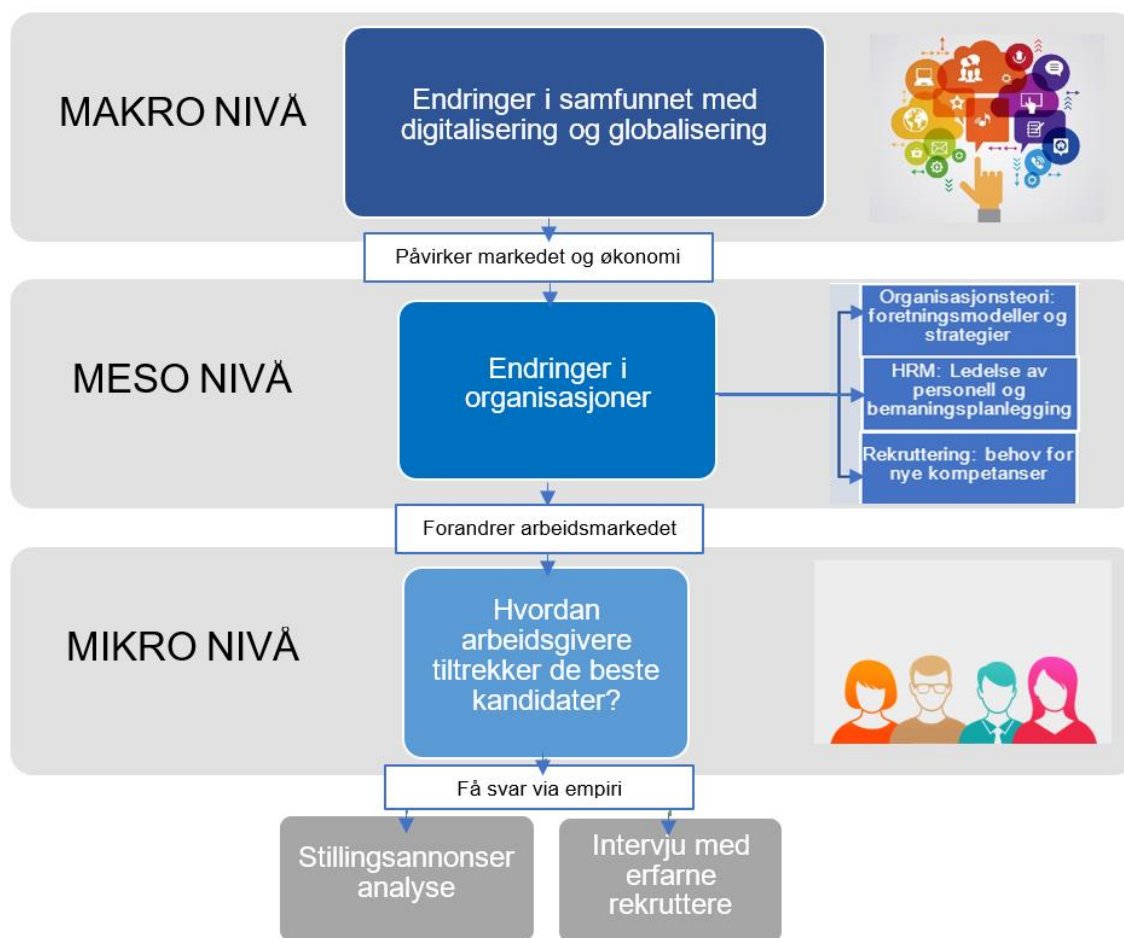 MAKRO NIVÅ
Endringer i samfunnet med
digitalisering og globalisering
Påvirker markedet og økonomi
MESO NIVÅ
Endringer i
organisasjoner
Organisasjonsteori:
foretningsmodeller og
strategier
HRM: Ledelse av
personell og
bemaningsplanlegging
Rekruttering: behov for
nye kompetanser
Forandrer arbeidsmarkedet
MIKRO NIVÅ
Hvordan
arbeidsgivere
tiltrekker de beste
kandidater?
Få svar via empiri
Stillingsannonser
analyse
Intervju med
erfarne
rekruttere